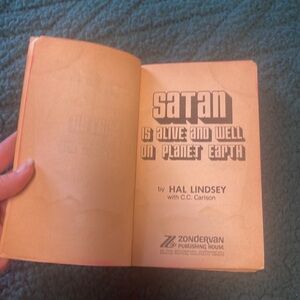 SATAN
IS ALIVE AND WELL
ON PLANET EARTH
by HAL LINDSEY
with C.C. Carlson
ZONDERVAN
PUBLISHING HOUSE